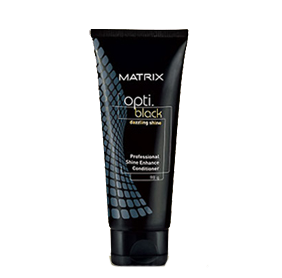 MATRIX
opti.
black
dazzling shine
Professional
Shine Enhance
Conditioner